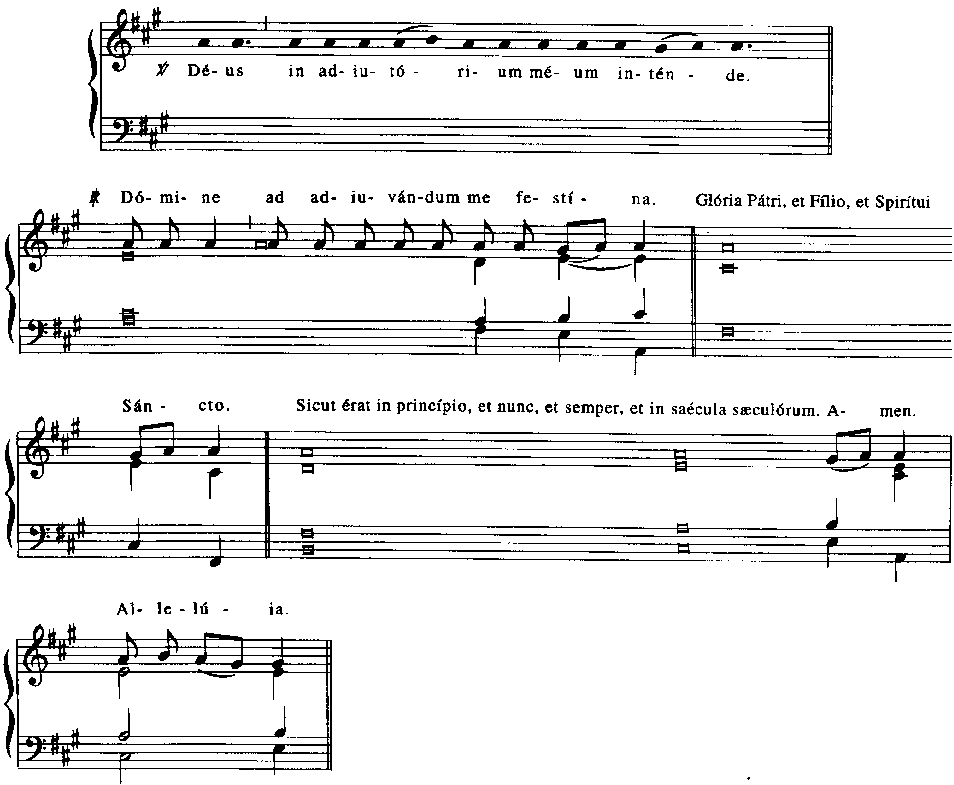 ℣ Dé-us in ad-iu-tó-ri-um mé-um in-tén-de.
℟ Dó-mi-ne ad ad-iu-ván-dum me fe-stí-na. Glória Pátri, et Fílio, et Spirítui
Sán-cto. Sicut érat in princípio, et nunc, et semper, et in saécula sæculórum. A-men.
Al-le-lú-ia.